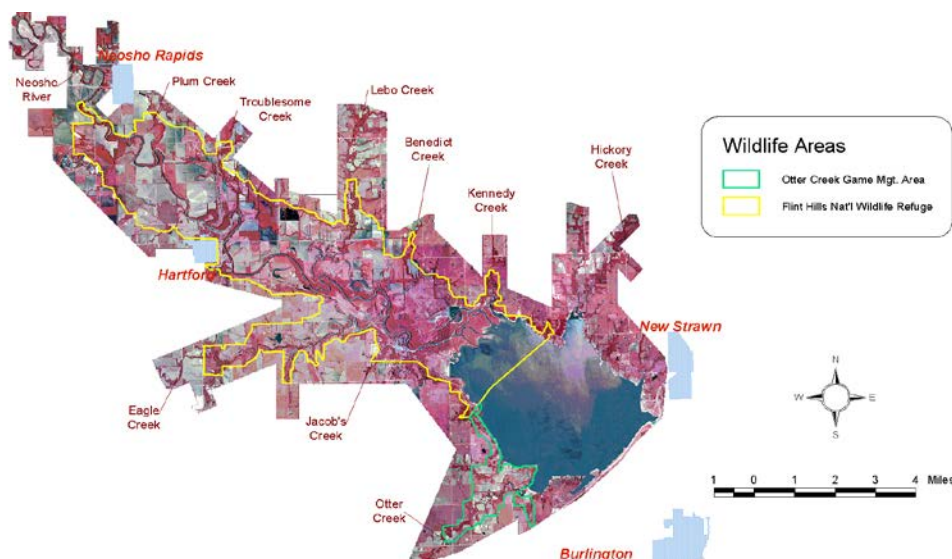 Neosho Rapids
Neosho
River
Plum Creek
Troublesome
Creek
Lebo Creek
Benedict
Creek
Kennedy
Creek
Hickory
Creek
Wildlife Areas
Otter Creek Game Mgt. Area
Flint Hills Nat'l Wildlife Refuge
Hartford
New Strawn
Eagle
Creek
Jacob's
Creek
Otter
Creek
Burlington
N
W E
S
1 0 1 2 3 4 Miles